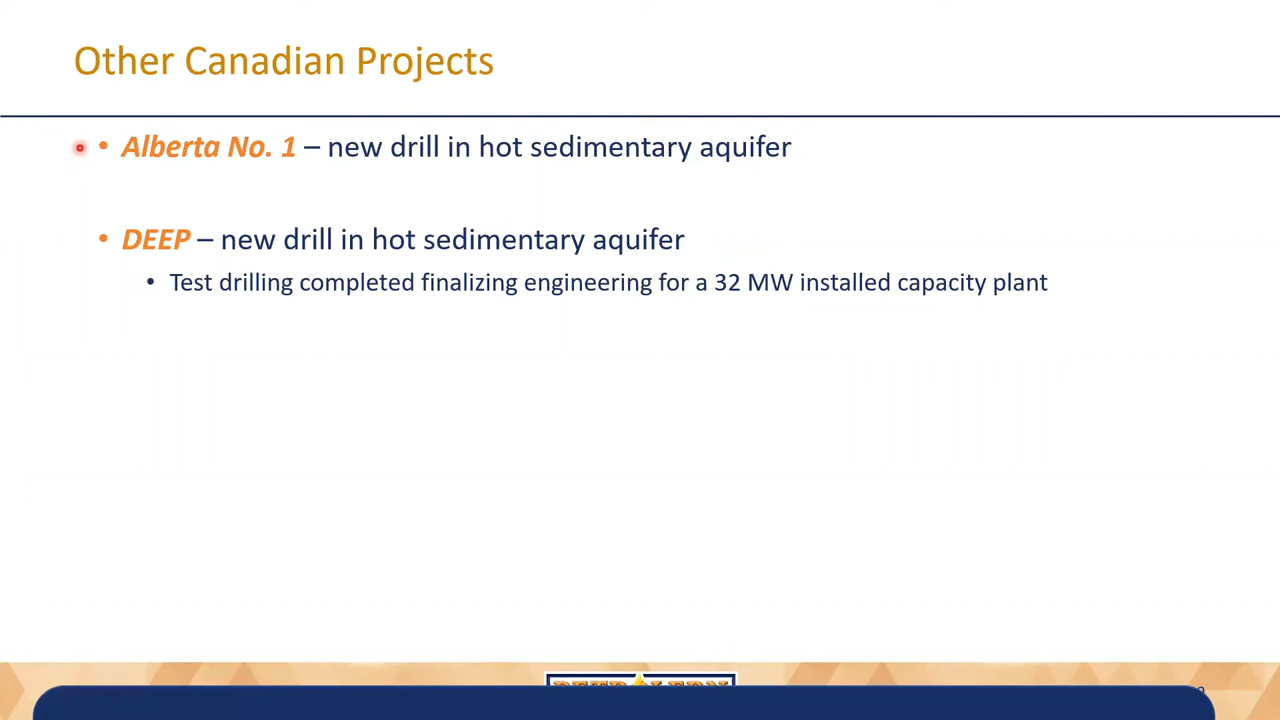 Other Canadian Projects
• Alberta No. 1 – new drill in hot sedimentary aquifer
• DEEP – new drill in hot sedimentary aquifer
• Test drilling completed finalizing engineering for a 32 MW installed capacity plant